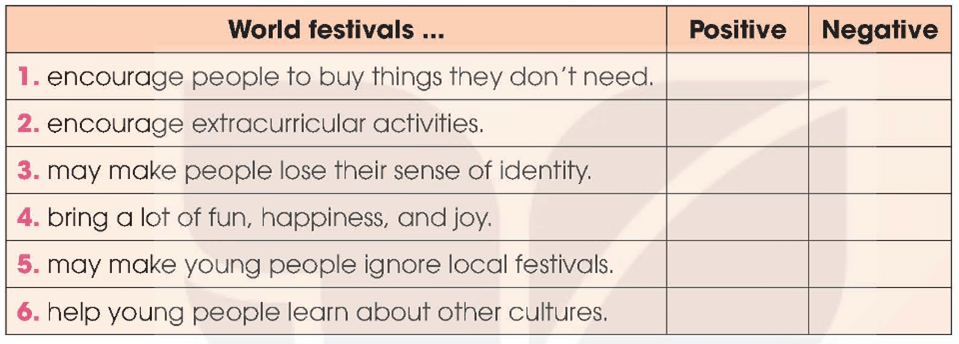 World festivals ... Positive Negative
1. encourage people to buy things they don't need.
2. encourage extracurricular activities.
3. may make people lose their sense of identity.
4. bring a lot of fun, happiness, and joy.
5. may make young people ignore local festivals.
6. help young people learn about other cultures.